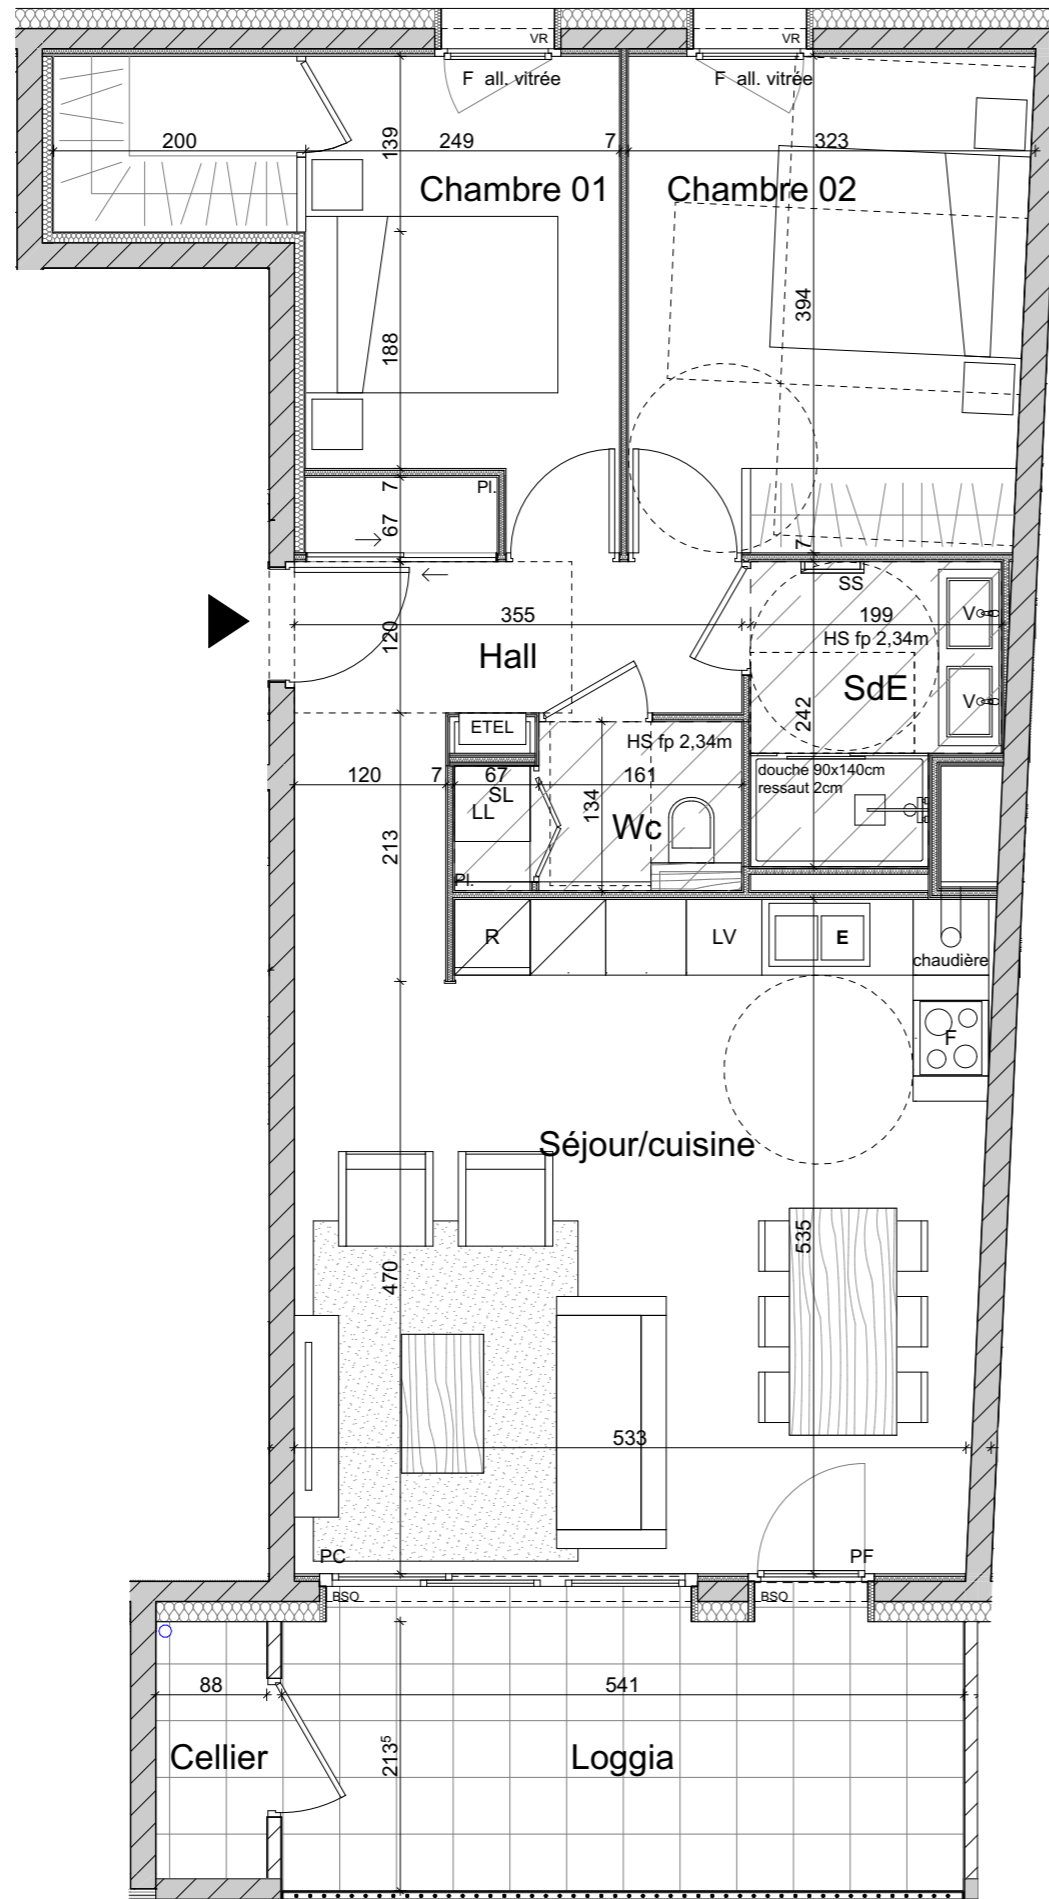 VR
VR
F all. vitrée
F all. vitrée
200
139
249
7
323
Chambre 01
Chambre 02
394
188
7
Pl.
67
7
SS
355
199
120
HS fp 2,34m
V
Hall
SdE
V
242
ETEL
HS fp 2,34m
douche 90x140cm
ressaut 2cm
120
7
67
161
SL
LL
134
Wc
213
Pl.
R
LV
E
chaudière
F
Séjour/cuisine
535
470
533
PC
PF
BSO
BSO
88
541
Cellier
213⁵
Loggia